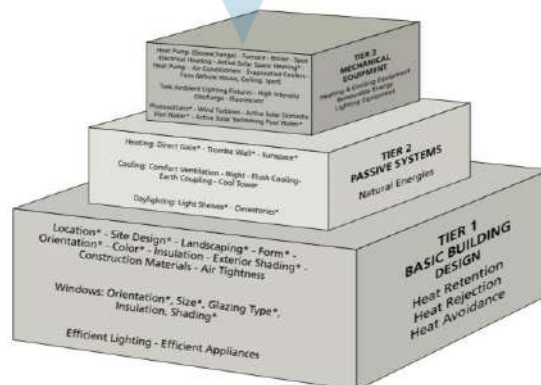 Heat Pump (Geoexchange) - Furnace - Boiler - Spot
Electrical Heating - Active Solar Space Heating*
Heat Pump - Air-Conditioners - Evaporative Coolers -
Fans (Whole House, Ceiling, Spot)
Task Ambient Lighting Fixtures - High Intensity
Discharge - Fluorescent
Photovoltaics* - Wind Turbines - Active Solar Domestic
Hot Water* - Active Solar Swimming Pool Water*
TIER 3
MECHANICAL
EQUIPMENT
Heating & Cooling Equipment
Renewable Energy
Lighting Equipment
Heating: Direct Gain* - Trombe Wall* - Sunspace*
Cooling: Comfort Ventilation - Night - Flush Cooling-
Earth Coupling - Cool Tower
Daylighting: Light Shelves* - Clerestories*
TIER 2
PASSIVE SYSTEMS
Natural Energies
Location* - Site Design* - Landscaping* - Form* -
Orientation* - Color* - Insulation - Exterior Shading* -
Construction Materials - Air Tightness
Windows: Orientation*, Size*, Glazing Type*,
Insulation, Shading*
Efficient Lighting - Efficient Appliances
TIER 1
BASIC BUILDING
DESIGN
Heat Retention
Heat Rejection
Heat Avoidance